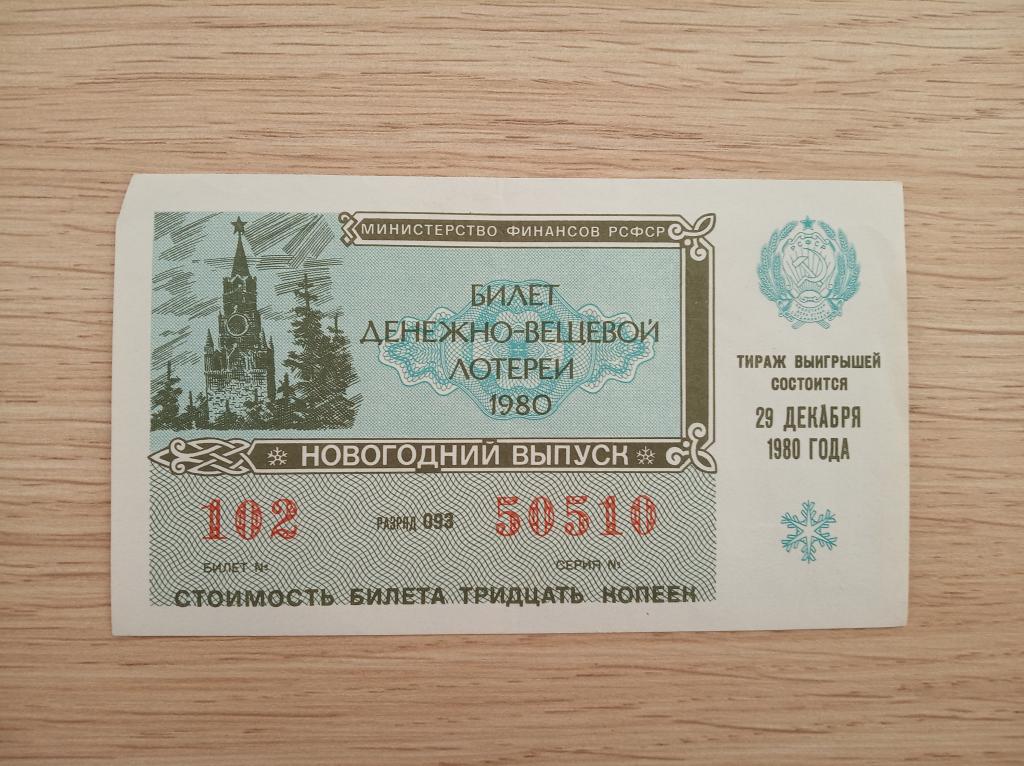 МИНИСТЕРСТВО ФИНАНСОВ РСФСР
БИЛЕТ
ДЕНЕЖНО-ВЕЩЕВОЙ
ЛОТЕРЕИ
1980
НОВОГОДНИЙ ВЫПУСК
102
РАЗРЯД 093
50510
БИЛЕТ №
СЕРИЯ №
СТОИМОСТЬ БИЛЕТА ТРИДЦАТЬ КОПЕЕК
РСФСР
ТИРАЖ ВЫИГРЫШЕЙ
СОСТОИТСЯ
29 ДЕКАБРЯ
1980 ГОДА